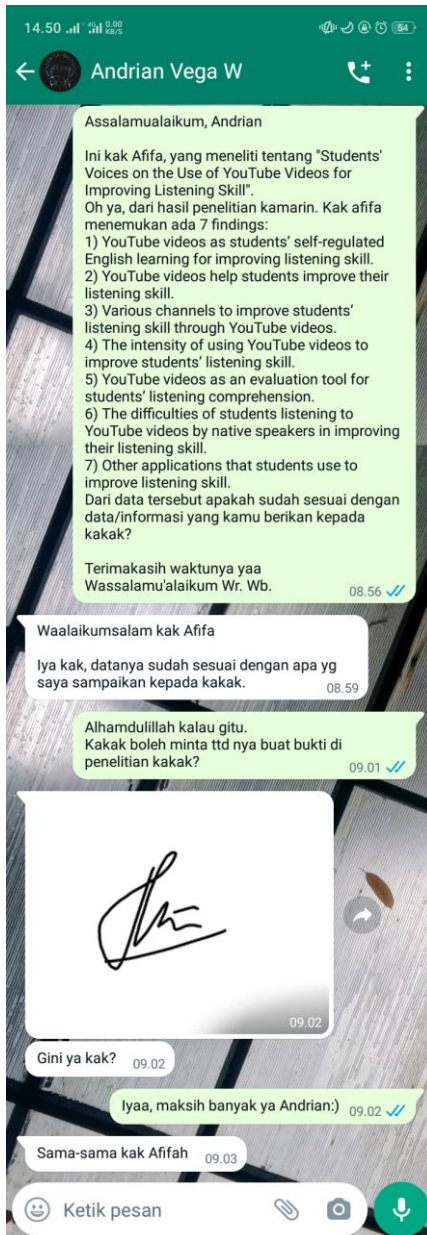 14.50 4G 0.00 KB/S 54
Andrian Vega W
Assalamualaikum, Andrian
Ini kak Afifa, yang meneliti tentang "Students'
Voices on the Use of YouTube Videos for
Improving Listening Skill".
Oh ya, dari hasil penelitian kamarin. Kak afifa
menemukan ada 7 findings:
1) YouTube videos as students' self-regulated
English learning for improving listening skill.
2) YouTube videos help students improve their
listening skill.
3) Various channels to improve students'
listening skill through YouTube videos.
4) The intensity of using YouTube videos to
improve students' listening skill.
5) YouTube videos as an evaluation tool for
students' listening comprehension.
6) The difficulties of students listening to
YouTube videos by native speakers in improving
their listening skill.
7) Other applications that students use to
improve listening skill.
Dari data tersebut apakah sudah sesuai dengan
data/informasi yang kamu berikan kepada
kakak?
Terimakasih waktunya yaa
Wassalamu'alaikum Wr. Wb.
08.56
Waalaikumsalam kak Afifa
Iya kak, datanya sudah sesuai dengan apa yg
saya sampaikan kepada kakak.
08.59
Alhamdulillah kalau gitu.
Kakak boleh minta ttd nya buat bukti di
penelitian kakak?
09.01
09.02
Gini ya kak? 09.02
Iyaa, maksih banyak ya Andrian:) 09.02
Sama-sama kak Afifah 09.03
Ketik pesan